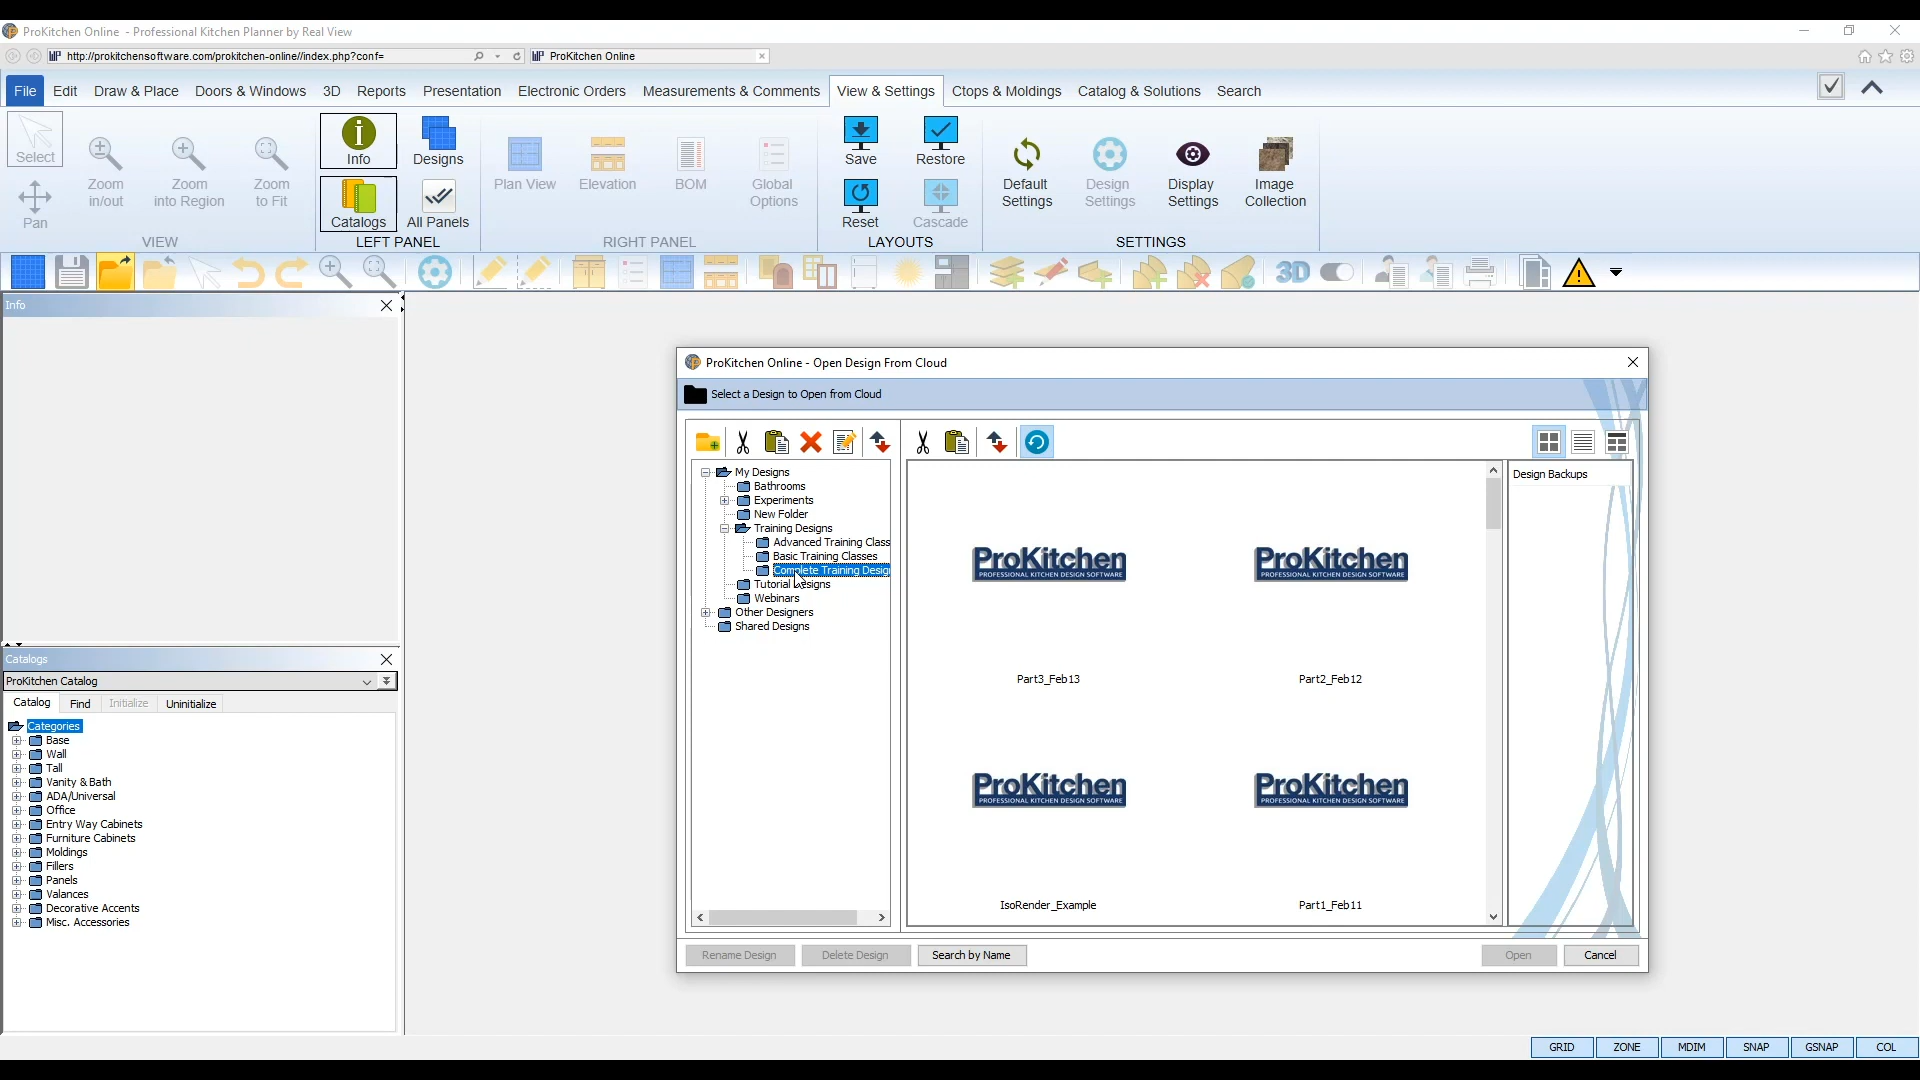 ProKitchen Online - Professional Kitchen Planner by Real View
http://prokitchensoftware.com/prokitchen-online//index.php?conf=
ProKitchen Online
File Edit Draw & Place Doors & Windows 3D Reports Presentation Electronic Orders Measurements & Comments View & Settings Ctops & Moldings Catalog & Solutions Search
Select
Zoom in/out
Zoom into Region
Zoom to Fit
Pan
VIEW
Info
Designs
Catalogs
All Panels
LEFT PANEL
Plan View
Elevation
BOM
Global Options
RIGHT PANEL
Save
Restore
Reset
Cascade
LAYOUTS
Default Settings
Design Settings
Display Settings
Image Collection
SETTINGS
3D
Info
Catalogs
ProKitchen Catalog
Catalog Find Initialize Uninitialize
Categories
Base
Wall
Tall
Vanity & Bath
ADA/Universal
Office
Entry Way Cabinets
Furniture Cabinets
Moldings
Fillers
Panels
Valances
Decorative Accents
Misc. Accessories
ProKitchen Online - Open Design From Cloud
Select a Design to Open from Cloud
My Designs
Bathrooms
Experiments
New Folder
Training Designs
Advanced Training Class
Basic Training Classes
Complete Training Desig
Tutorial Designs
Webinars
Other Designers
Shared Designs
ProKitchen
PROFESSIONAL KITCHEN DESIGN SOFTWARE
Part3_Feb13
ProKitchen
PROFESSIONAL KITCHEN DESIGN SOFTWARE
Part2_Feb12
ProKitchen
PROFESSIONAL KITCHEN DESIGN SOFTWARE
IsoRender_Example
ProKitchen
PROFESSIONAL KITCHEN DESIGN SOFTWARE
Part1_Feb11
Design Backups
Rename Design Delete Design Search by Name Open Cancel
GRID ZONE MDIM SNAP GSNAP COL